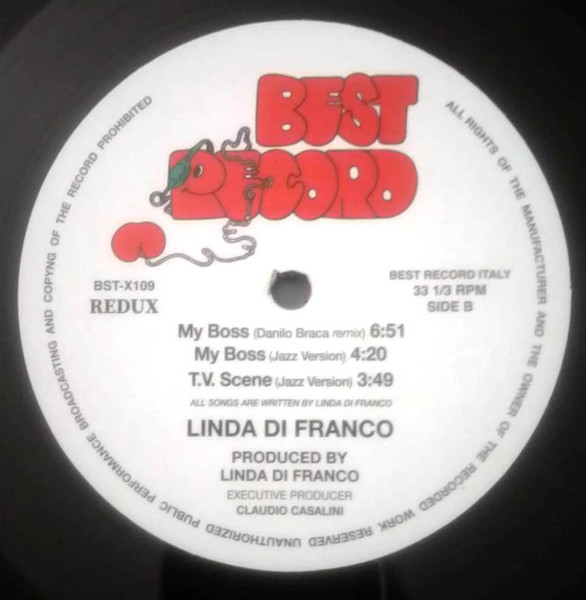 BEST
RECORD
ALL RIGHTS OF THE MANUFACTURER AND THE OWNER OF THE RECORDED WORK RESERVED UNAUTHORIZED PUBLIC PERFORMANCE BROADCASTING AND COPYNG OF THE RECORD PROHIBITED
BST-X109
REDUX
BEST RECORD ITALY
33 1/3 RPM
SIDE B
My Boss (Danilo Braca remix) 6:51
My Boss (Jazz Version) 4:20
T.V. Scene (Jazz Version) 3:49
ALL SONGS ARE WRITTEN BY LINDA DI FRANCO
LINDA DI FRANCO
PRODUCED BY
LINDA DI FRANCO
EXECUTIVE PRODUCER
CLAUDIO CASALINI